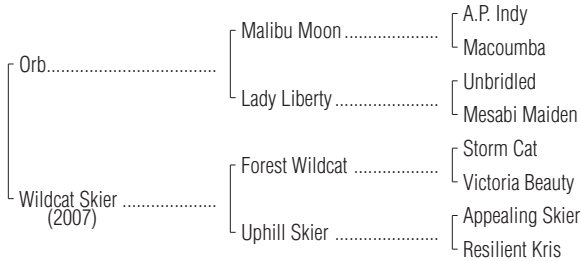 A.P. Indy
Malibu Moon
Macoumba
Orb
Unbridled
Lady Liberty
Mesabi Maiden
Storm Cat
Forest Wildcat
Victoria Beauty
Wildcat Skier
(2007)
Appealing Skier
Uphill Skier
Resilient Kris